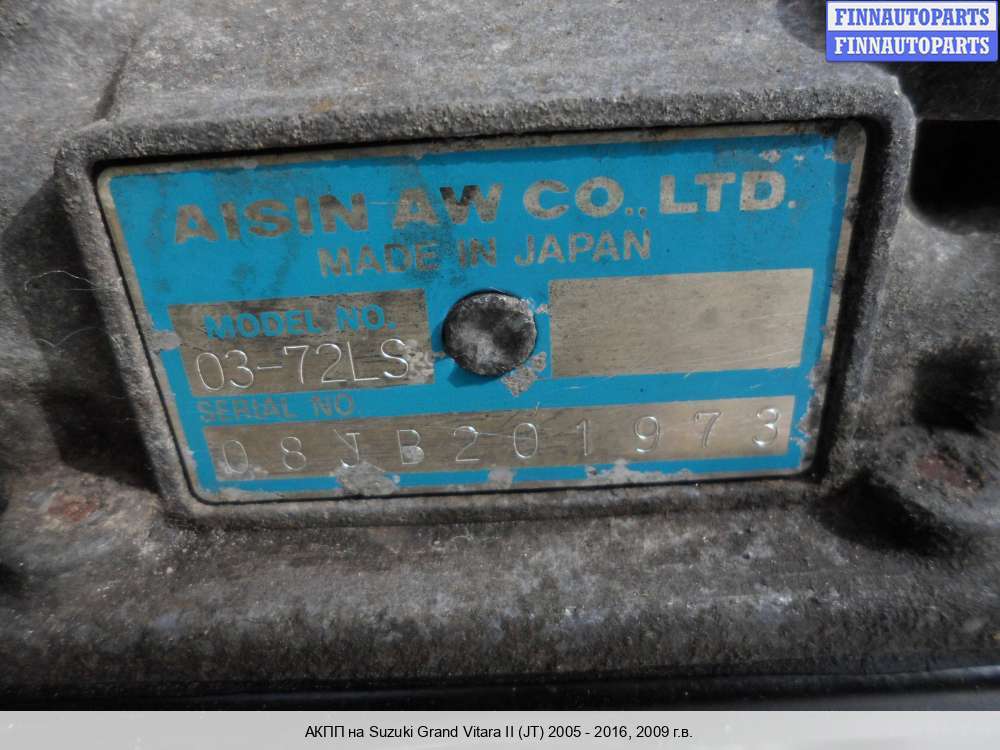 FINNAUTOPARTS
FINNAUTOPARTS
AISIN AW CO., LTD.
MADE IN JAPAN
MODEL NO.
03-72LS
SERIAL NO.
08JB201973
АКПП на Suzuki Grand Vitara II (JT) 2005 - 2016, 2009 г.в.